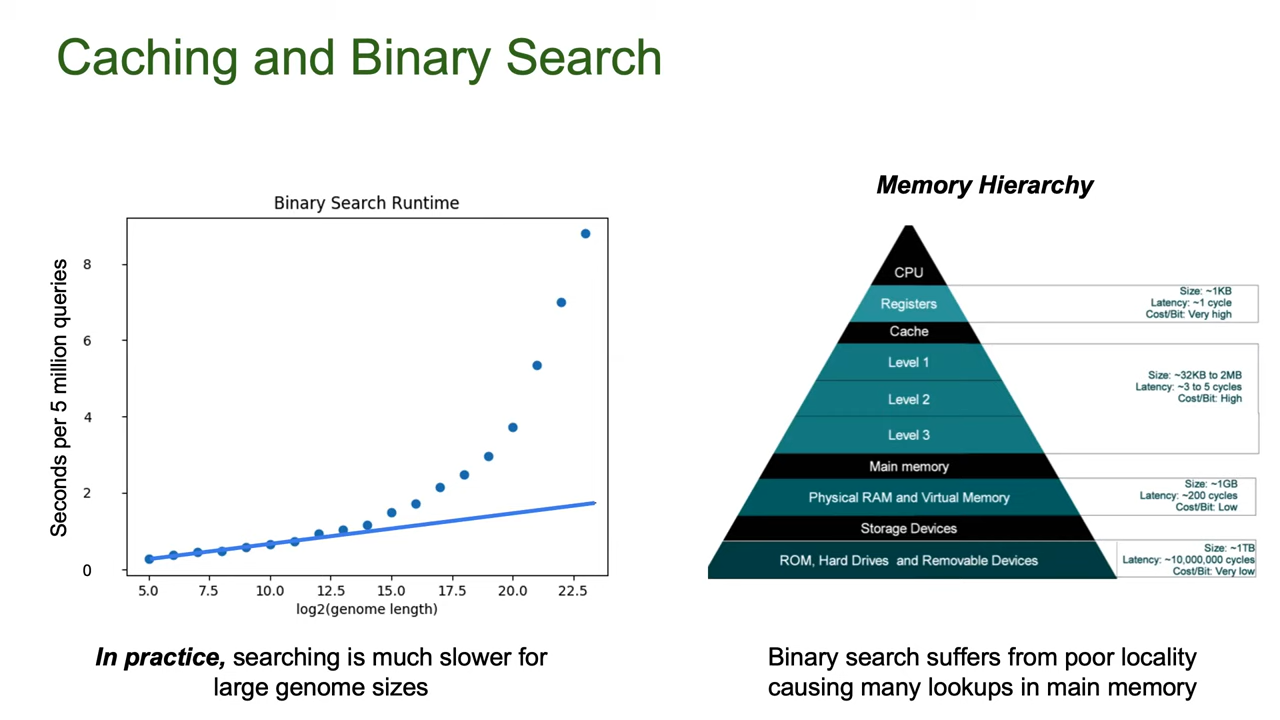 Caching and Binary Search
Binary Search Runtime
Seconds per 5 million queries
8
6
4
2
0
5.0 7.5 10.0 12.5 15.0 17.5 20.0 22.5
log2(genome length)
In practice, searching is much slower for
large genome sizes
Memory Hierarchy
CPU
Registers
Size: ~1KB
Latency: ~1 cycle
Cost/Bit: Very high
Cache
Level 1
Level 2
Level 3
Size: ~32KB to 2MB
Latency: ~3 to 5 cycles
Cost/Bit: High
Main memory
Physical RAM and Virtual Memory
Size: ~1GB
Latency: ~200 cycles
Cost/Bit: Low
Storage Devices
ROM, Hard Drives and Removable Devices
Size: ~1TB
Latency: ~10,000,000 cycles
Cost/Bit: Very low
Binary search suffers from poor locality
causing many lookups in main memory